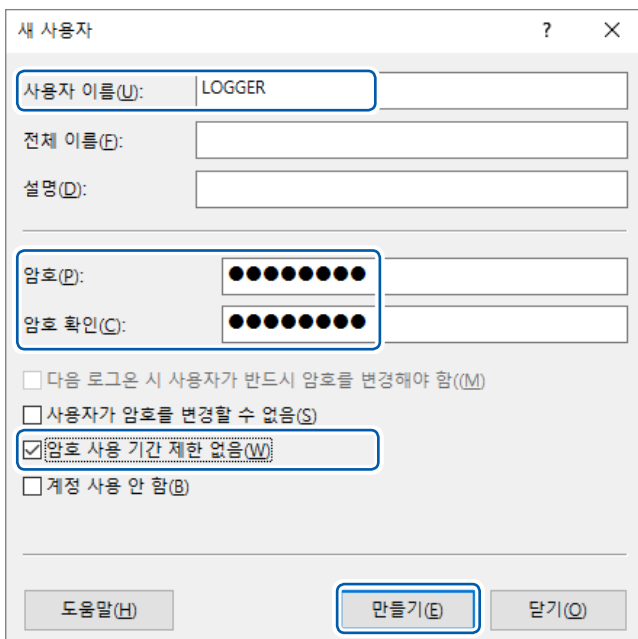 새 사용자 ? ×
사용자 이름(U): LOGGER
전체 이름(F):
설명(D):
암호(P): ●●●●●●●●
암호 확인(C): ●●●●●●●●
다음 로그온 시 사용자가 반드시 암호를 변경해야 함((M)
사용자가 암호를 변경할 수 없음(S)
암호 사용 기간 제한 없음(W)
계정 사용 안 함(B)
도움말(H) 만들기(E) 닫기(O)